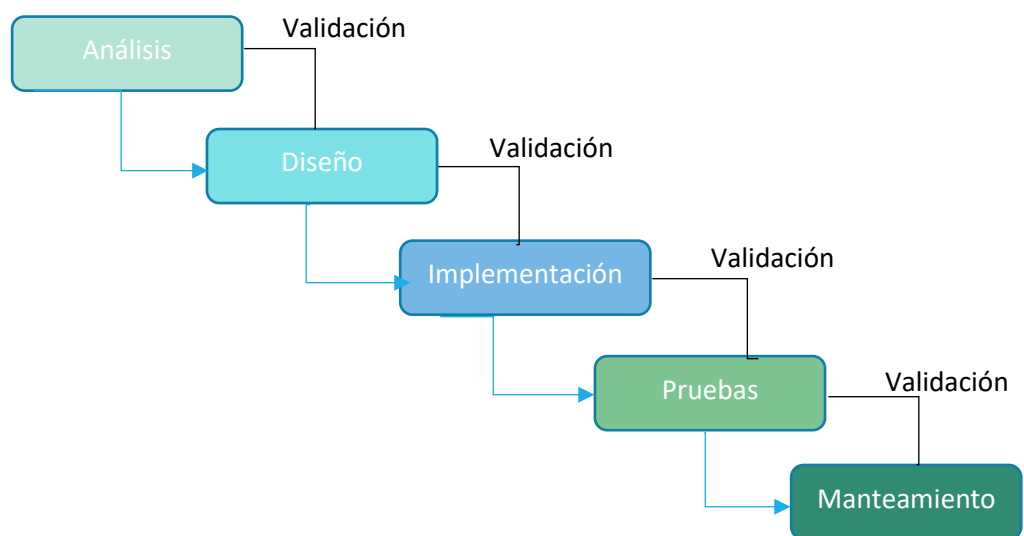 Validación
Análisis
Validación
Diseño
Validación
Implementación
Validación
Pruebas
Manteamiento